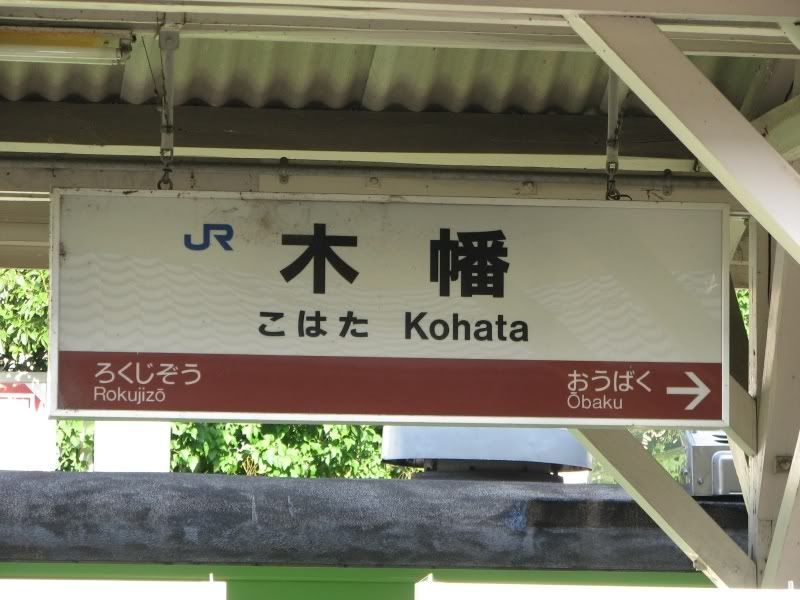 JR 木幡
こはた Kohata
ろくじぞう おうばく
Rokujizō Ōbaku →